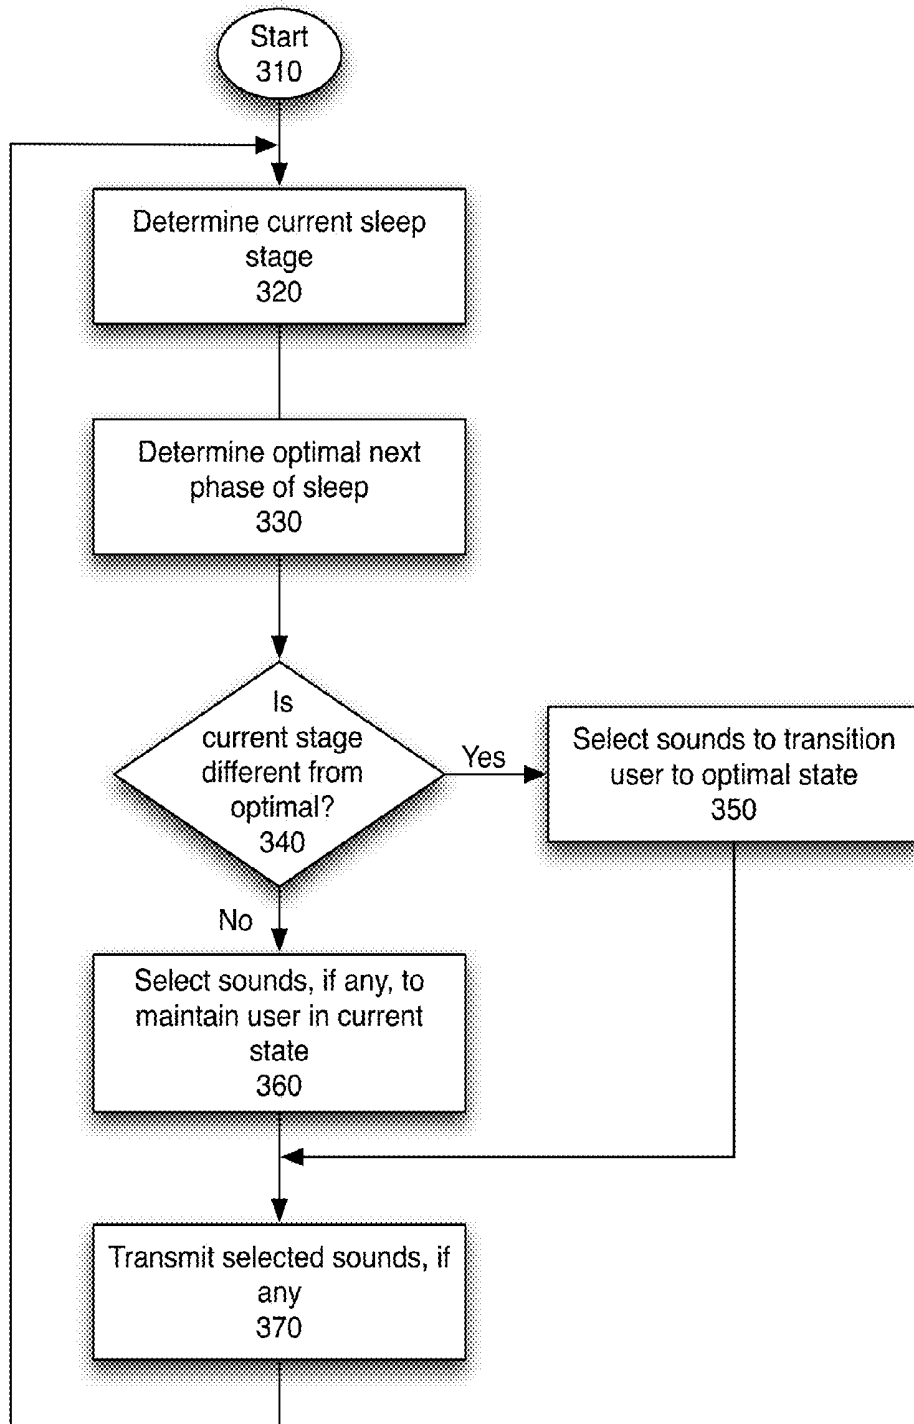 Start
310
Determine current sleep
stage
320
Determine optimal next
phase of sleep
330
Is
current stage
different from
optimal?
340
Yes
Select sounds to transition
user to optimal state
350
No
Select sounds, if any, to
maintain user in current
state
360
Transmit selected sounds, if
any
370